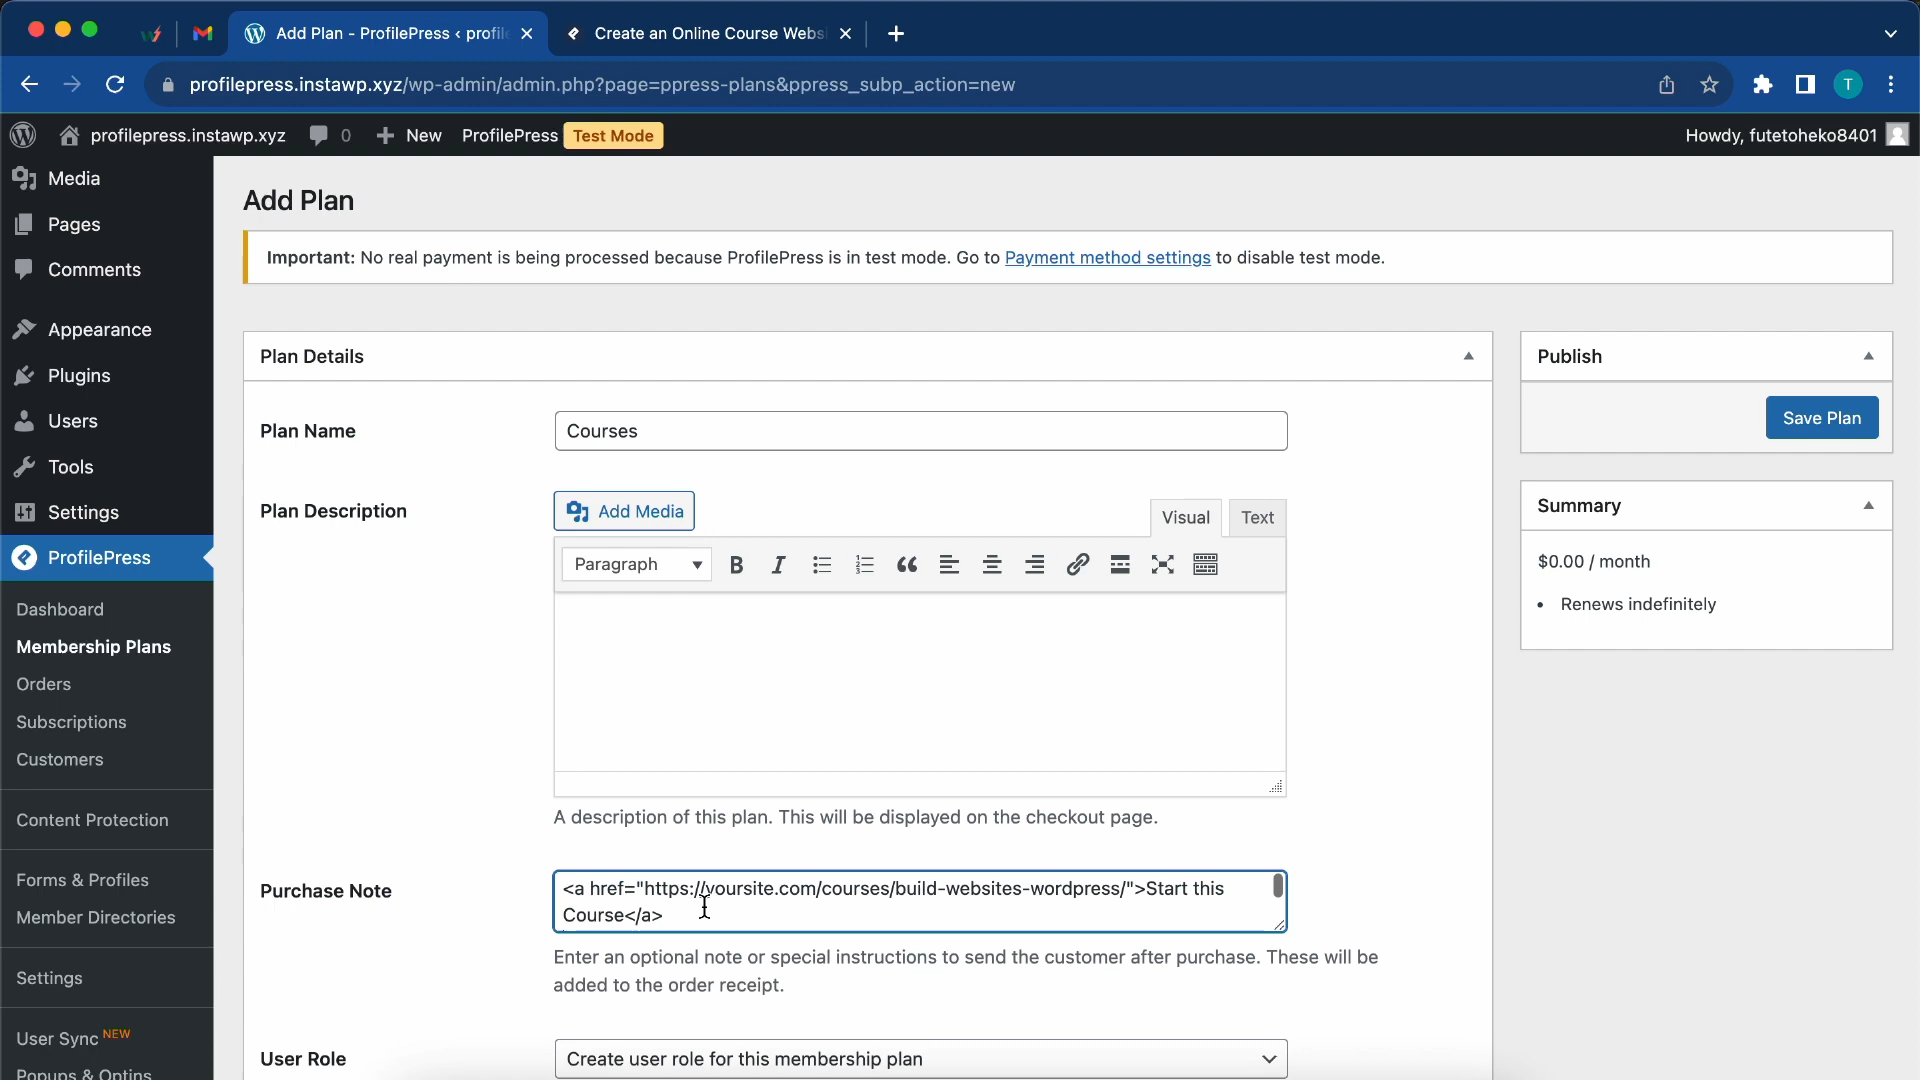 Add Plan - ProfilePress ‹ profil
Create an Online Course Websi
profilepress.instawp.xyz/wp-admin/admin.php?page=ppress-plans&ppress_subp_action=new
T
profilepress.instawp.xyz
0
New
ProfilePress
Test Mode
Howdy, futetoheko8401
Media
Pages
Comments
Appearance
Plugins
Users
Tools
Settings
ProfilePress
Dashboard
Membership Plans
Orders
Subscriptions
Customers
Content Protection
Forms & Profiles
Member Directories
Settings
User Sync NEW
Popups & Optins
Add Plan
Important: No real payment is being processed because ProfilePress is in test mode. Go to Payment method settings to disable test mode.
Plan Details
Plan Name
Courses
Plan Description
Add Media
Visual
Text
Paragraph
A description of this plan. This will be displayed on the checkout page.
Purchase Note
<a href="https://yoursite.com/courses/build-websites-wordpress/">Start this
Course</a>
Enter an optional note or special instructions to send the customer after purchase. These will be
added to the order receipt.
User Role
Create user role for this membership plan
Publish
Save Plan
Summary
$0.00 / month
Renews indefinitely